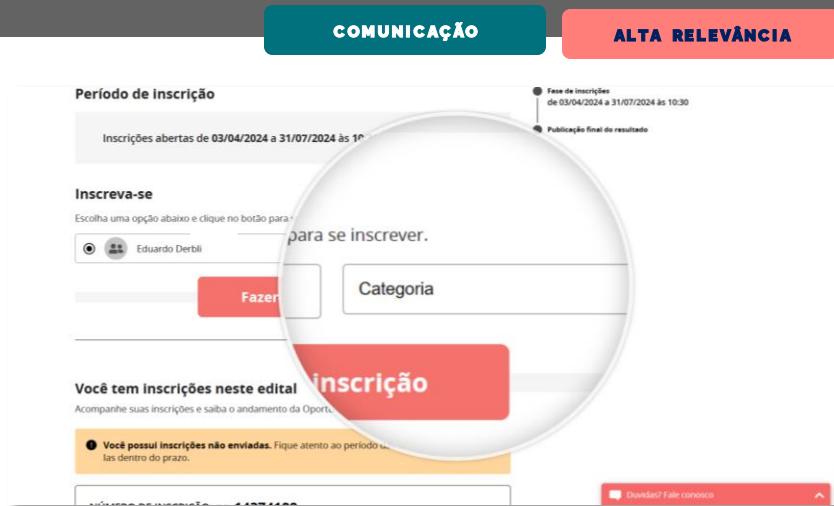 COMUNICAÇÃO
ALTA RELEVÂNCIA
Período de inscrição
Inscrições abertas de 03/04/2024 a 31/07/2024 às
Fase de inscrições
de 03/04/2024 a 31/07/2024 às 10:30
Publicação final do resultado
Inscreva-se
Escolha uma opção abaixo e clique no botão para
para se inscrever.
Eduardo Derbli
Categoria
Fazer
inscrição
Você tem inscrições neste edital
Acompanhe suas inscrições e saiba o andamento da
Você possui inscrições não enviadas. Fique atento ao período
las dentro do prazo.
NÚMERO DE INSCRIÇÃO
Duvidas? Fale conosco